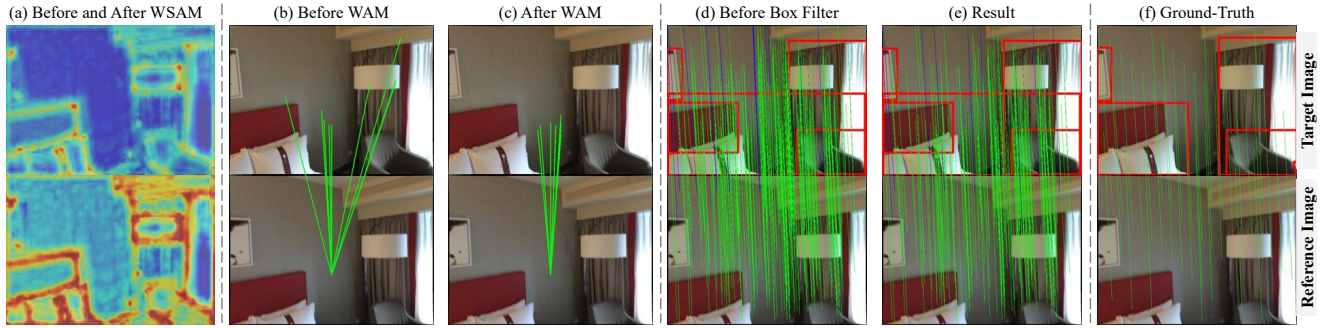 (a) Before and After WSAM
(b) Before WAM
(c) After WAM
(d) Before Box Filter
(e) Result
(f) Ground-Truth
Target Image
Reference Image